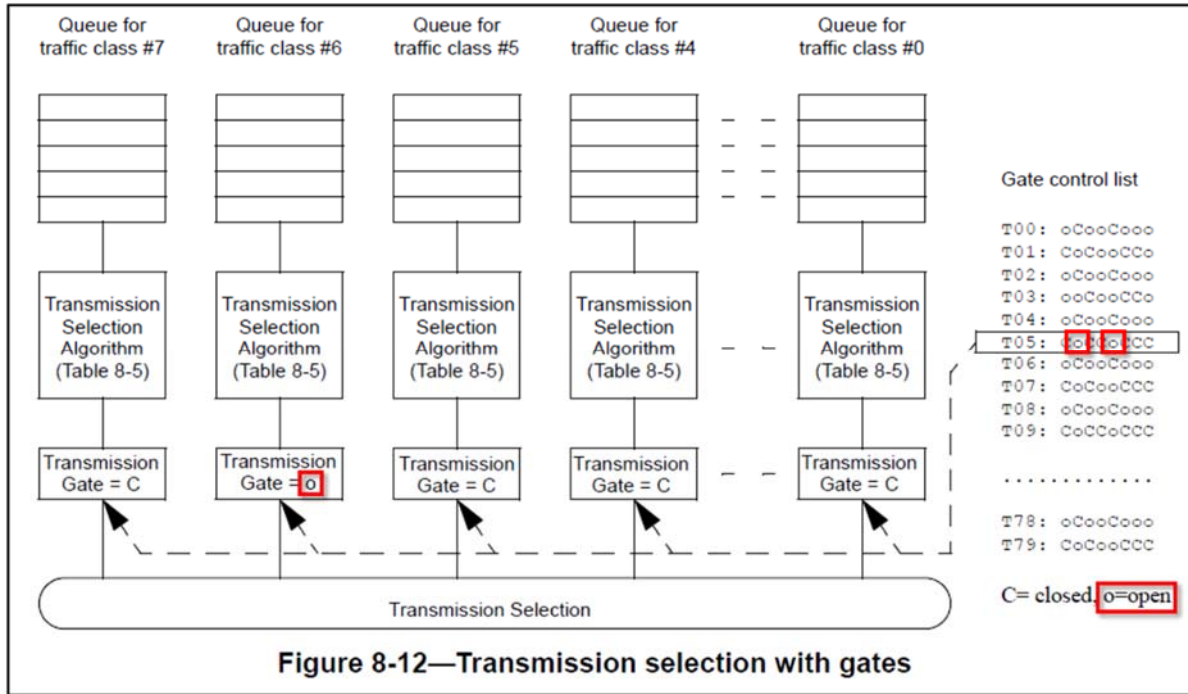 Queue for
traffic class #7
Queue for
traffic class #6
Queue for
traffic class #5
Queue for
traffic class #4
Queue for
traffic class #0
Transmission
Selection
Algorithm
(Table 8-5)
Transmission
Selection
Algorithm
(Table 8-5)
Transmission
Selection
Algorithm
(Table 8-5)
Transmission
Selection
Algorithm
(Table 8-5)
Transmission
Selection
Algorithm
(Table 8-5)
Transmission
Gate = C
Transmission
Gate = o
Transmission
Gate = C
Transmission
Gate = C
Transmission
Gate = C
Transmission Selection
Gate control list
T00: oCooCooo
T01: CoCooCCo
T02: oCooCooo
T03: ooCooCCo
T04: oCooCooo
T05: CoCCoCCC
T06: oCooCooo
T07: CoCooCCC
T08: oCooCooo
T09: CoCCoCCC
.............
T78: oCooCooo
T79: CoCooCCC
C= closed, o=open
Figure 8-12—Transmission selection with gates